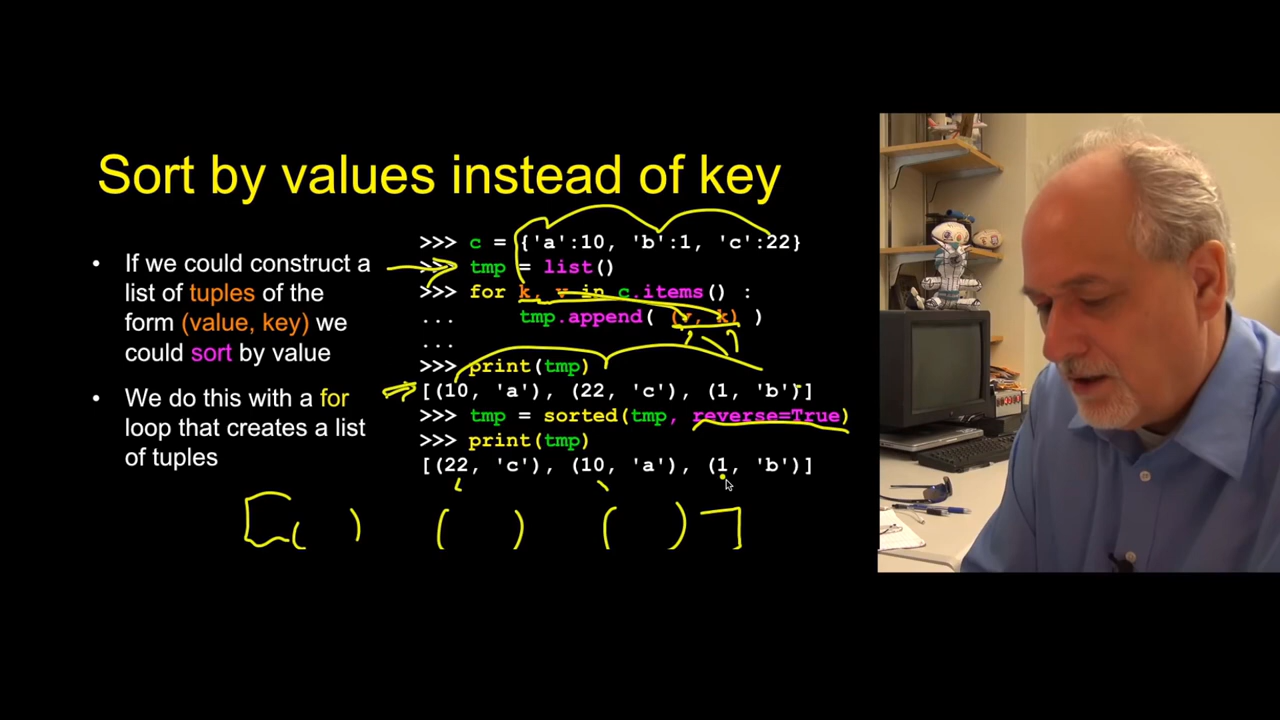 Sort by values instead of key
• If we could construct a
list of tuples of the
form (value, key) we
could sort by value
• We do this with a for
loop that creates a list
of tuples
>>> c = {'a':10, 'b':1, 'c':22}
>>> tmp = list()
>>> for k, v in c.items() :
...     tmp.append( (v, k) )
...
>>> print(tmp)
[(10, 'a'), (22, 'c'), (1, 'b')]
>>> tmp = sorted(tmp, reverse=True)
>>> print(tmp)
[(22, 'c'), (10, 'a'), (1, 'b')]
[( ) ( ) ( )]